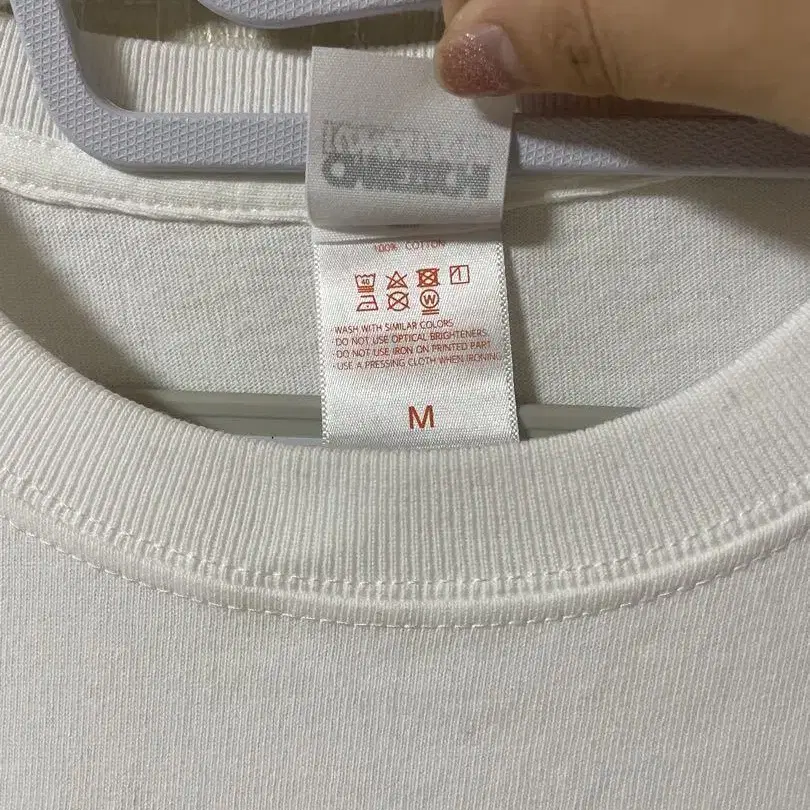 100% COTTON
40
W
WASH WITH SIMILAR COLORS
DO NOT USE OPTICAL BRIGHTENERS
DO NOT USE IRON ON PRINTED PART
USE A PRESSING CLOTH WHEN IRONING
M